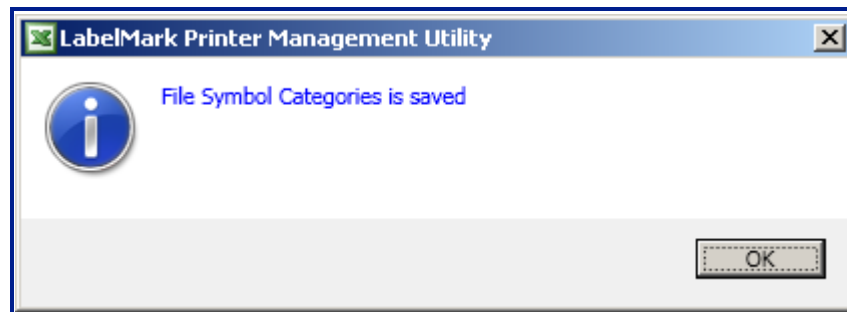 LabelMark Printer Management Utility
File Symbol Categories is saved
OK